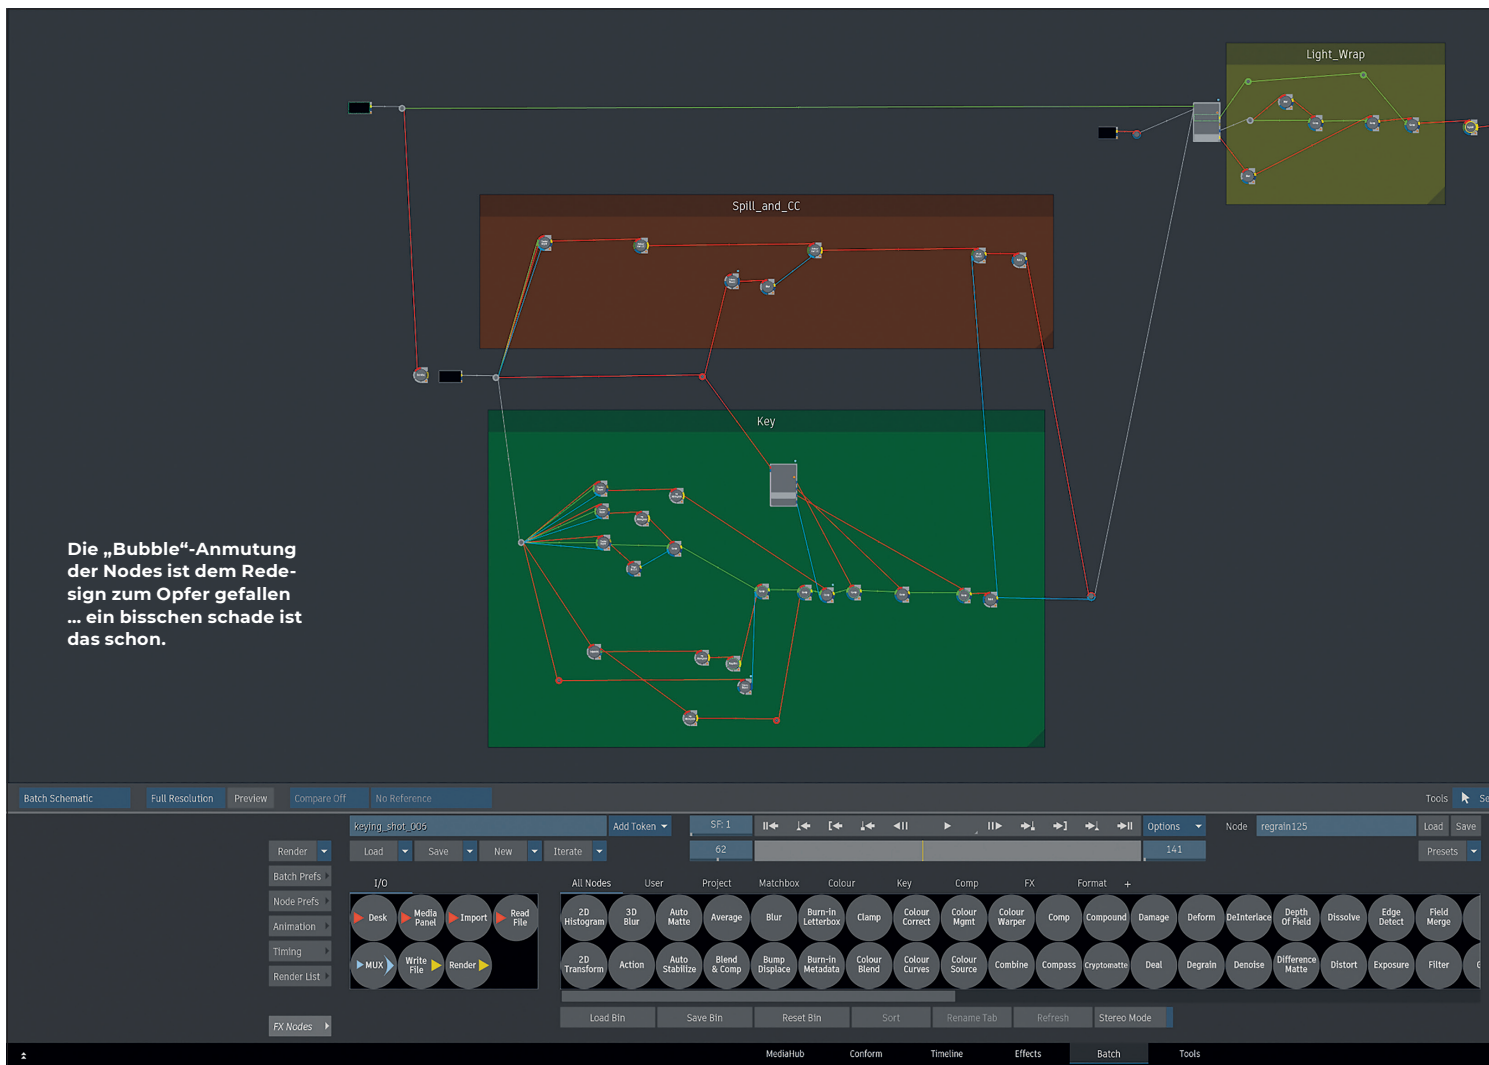 Light_Wrap
Spill_and_CC
Key
Die „Bubble“-Anmutung
der Nodes ist dem Rede-
sign zum Opfer gefallen
... ein bisschen schade ist
das schon.
Batch Schematic Full Resolution Preview Compare Off No Reference Tools Se
keying_shot_006 Add Token SF: 1 Options Node regrain125 Load Save
Render Load Save New Iterate 62 141 Presets
Batch Prefs
Node Prefs
Animation
Timing
Render List
FX Nodes
I/O
Desk Media Panel Import Read File
MUX Write File Render
All Nodes User Project Matchbox Colour Key Comp FX Format +
2D Histogram 3D Blur Auto Matte Average Blur Burn-in Letterbox Clamp Colour Correct Colour Mgmt Colour Warper Comp Compound Damage Deform DeInterlace Depth Of Field Dissolve Edge Detect Field Merge
2D Transform Action Auto Stabilize Blend & Comp Bump Displace Burn-in Metadata Colour Blend Colour Curves Colour Source Combine Compass Cryptomatte Deal Degrain Denoise Difference Matte Distort Exposure Filter
Load Bin Save Bin Reset Bin Sort Rename Tab Refresh Stereo Mode
MediaHub Conform Timeline Effects Batch Tools